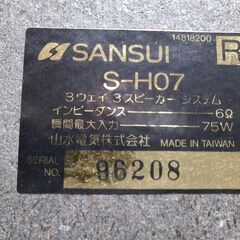 14818200
R
SANSUI
S-H07
3ウェイ 3スピーカー システム
インピーダンス 6Ω
瞬間最大入力 75W
山水電気株式会社 MADE IN TAIWAN
SERIAL NO. 96208